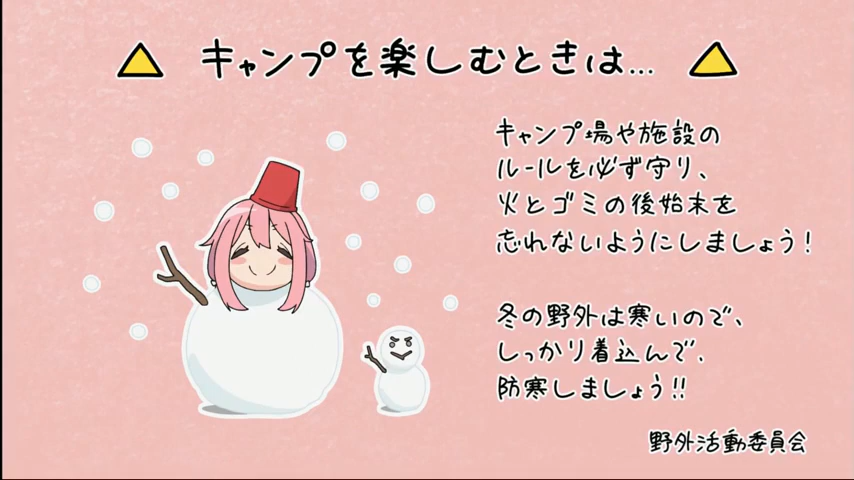 キャンプを楽しむときは…
キャンプ場や施設の
ルールを必ず守り、
火とゴミの後始末を
忘れないようにしましょう!
冬の野外は寒いので、
しっかり着込んで、
防寒しましょう!!
野外活動委員会